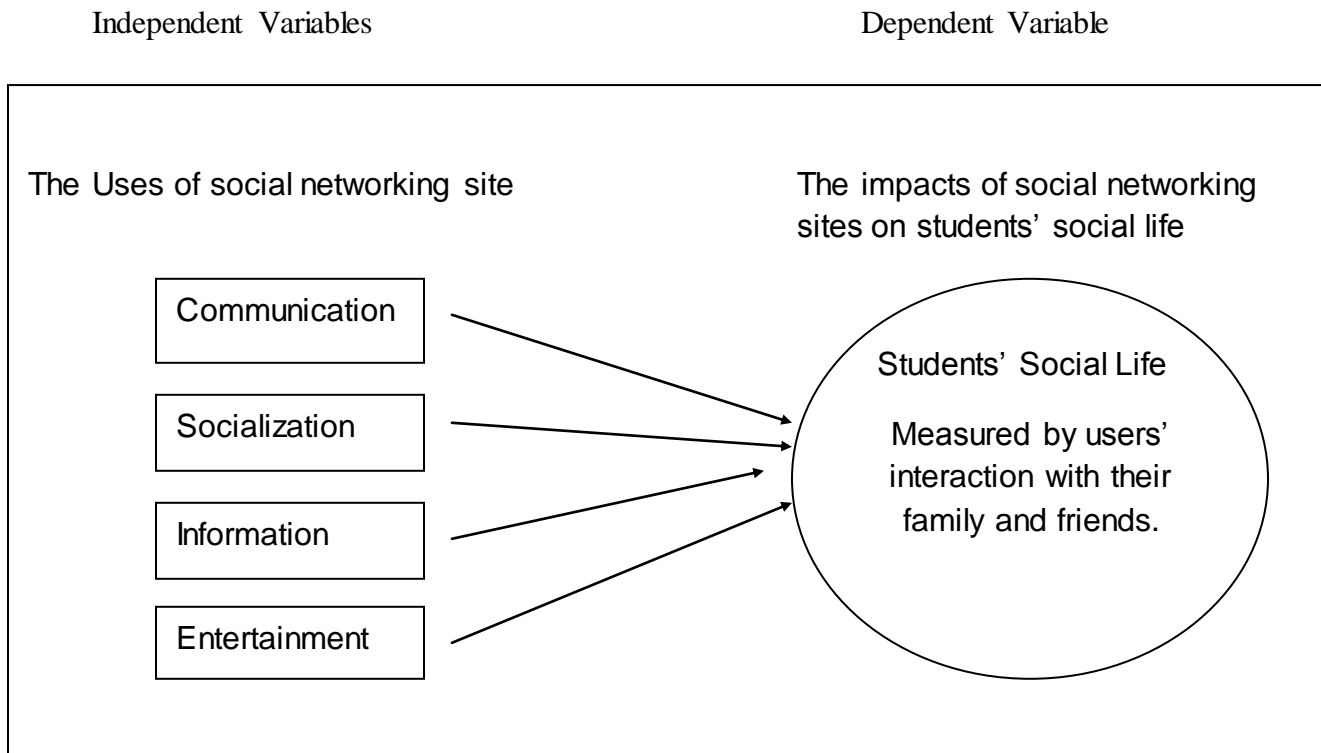 Independent Variables
Dependent Variable
The Uses of social networking site
The impacts of social networking
sites on students’ social life
Communication
Socialization
Information
Entertainment
Students’ Social Life
Measured by users’
interaction with their
family and friends.